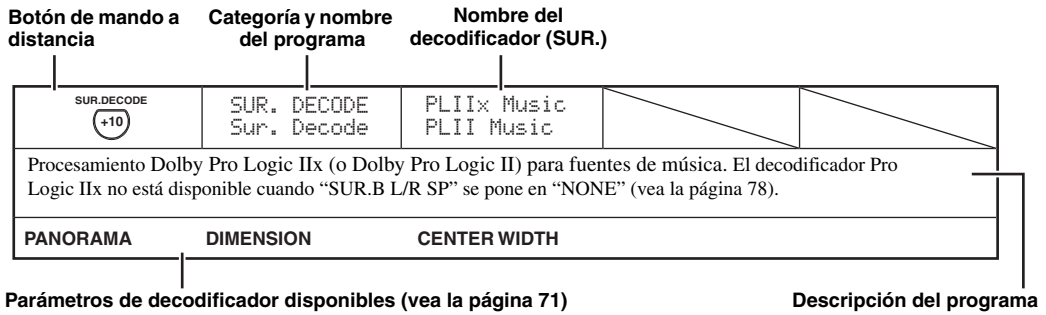 Botón de mando a distancia
Categoría y nombre del programa
Nombre del decodificador (SUR.)
SUR.DECODE
+10
SUR. DECODE
Sur. Decode
PLIIx Music
PLII Music
Procesamiento Dolby Pro Logic IIx (o Dolby Pro Logic II) para fuentes de música. El decodificador Pro
Logic IIx no está disponible cuando “SUR.B L/R SP” se pone en “NONE” (vea la página 78).
PANORAMA DIMENSION CENTER WIDTH
Parámetros de decodificador disponibles (vea la página 71)
Descripción del programa